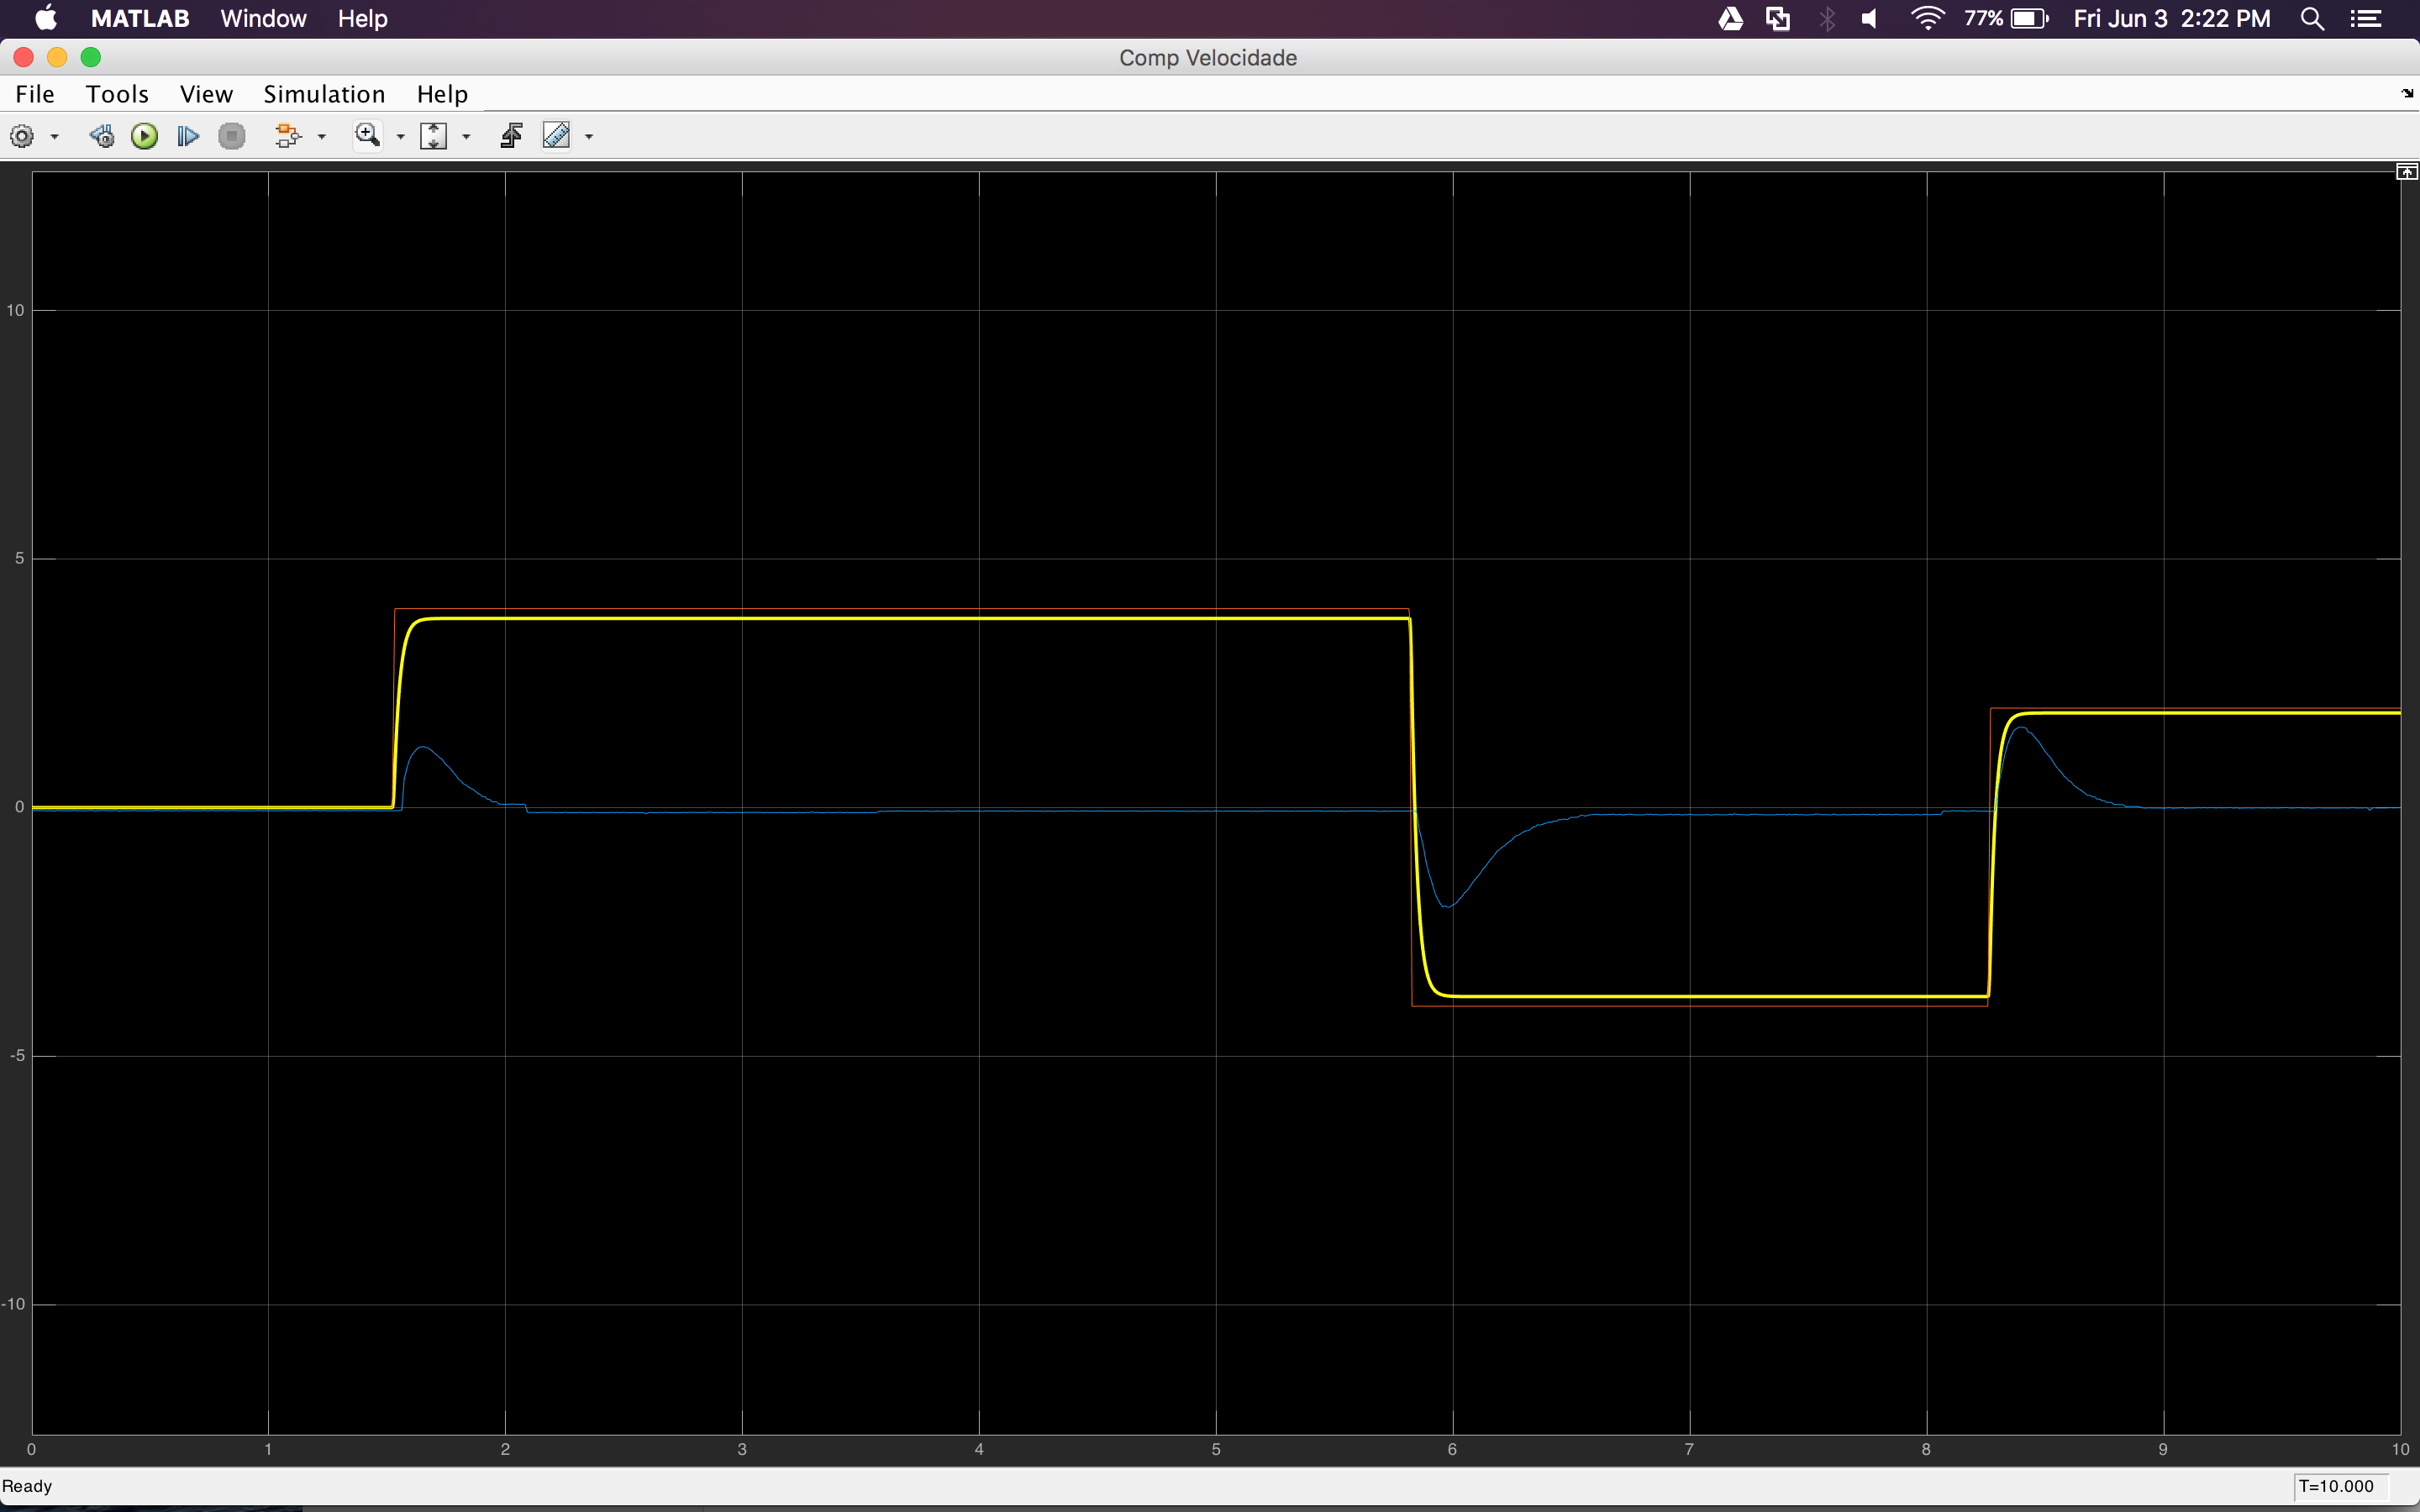 MATLAB Window Help 77% Fri Jun 3 2:22 PM
Comp Velocidade
File Tools View Simulation Help
10
5
0
-5
-10
0 1 2 3 4 5 6 7 8 9 10
Ready T=10.000